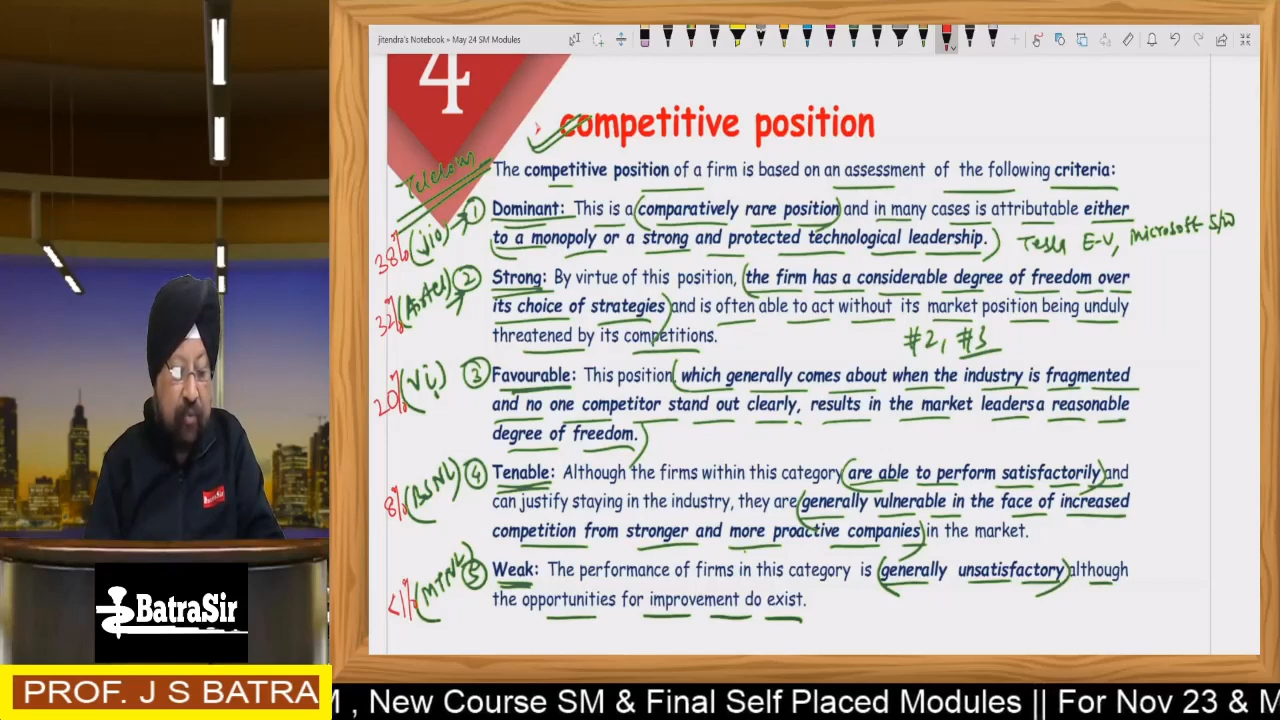 jitendra's Notebook » May 24 SM Modules
4
competitive position
Telecom
The competitive position of a firm is based on an assessment of the following criteria:
38% (Jio) → 1 Dominant: This is a (comparatively rare position) and in many cases is attributable either
to a monopoly or a strong and protected technological leadership.) Tesla E-V, Microsoft S/W
32% (Airtel) → 2 Strong: By virtue of this position, (the firm has a considerable degree of freedom over
its choice of strategies) and is often able to act without its market position being unduly
threatened by its competitions. #2, #3
20% (Vi) 3 Favourable: This position, (which generally comes about when the industry is fragmented
and no one competitor stand out clearly, results in the market leaders a reasonable
degree of freedom.)
8% (BSNL) 4 Tenable: Although the firms within this category (are able to perform satisfactorily) and
can justify staying in the industry, they are (generally vulnerable in the face of increased
competition from stronger and more proactive companies) in the market.
<1% (MTNL) 5 Weak: The performance of firms in this category is (generally unsatisfactory) although
the opportunities for improvement do exist.
BatraSir
BatraSir
PROF. J S BATRA
M , New Course SM & Final Self Placed Modules || For Nov 23 & M